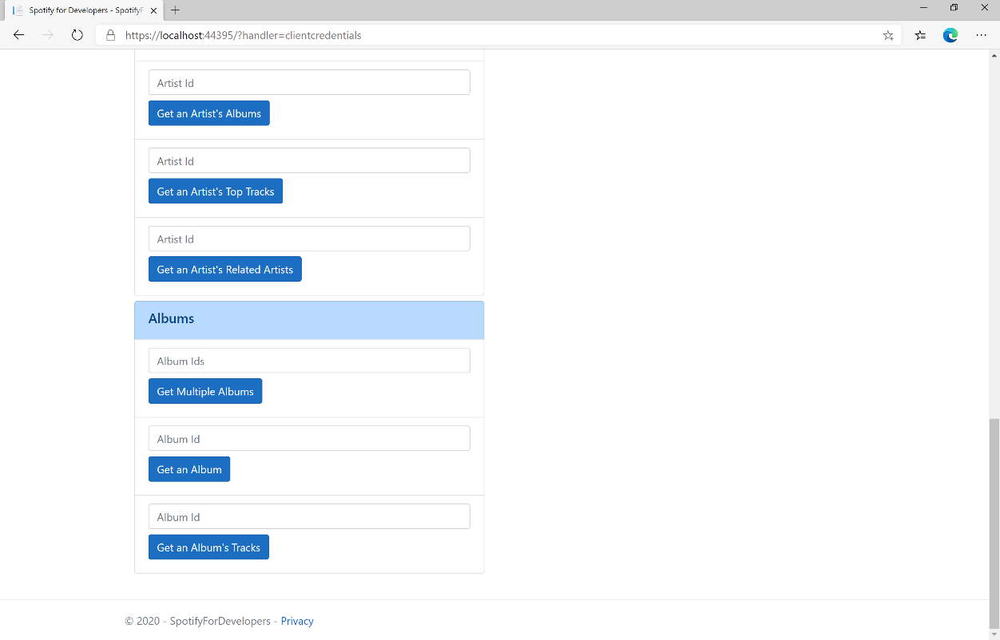 Spotify for Developers - SpotifyF
https://localhost:44395/?handler=clientcredentials
Artist Id
Get an Artist's Albums
Artist Id
Get an Artist's Top Tracks
Artist Id
Get an Artist's Related Artists
Albums
Album Ids
Get Multiple Albums
Album Id
Get an Album
Album Id
Get an Album's Tracks
© 2020 - SpotifyForDevelopers - Privacy